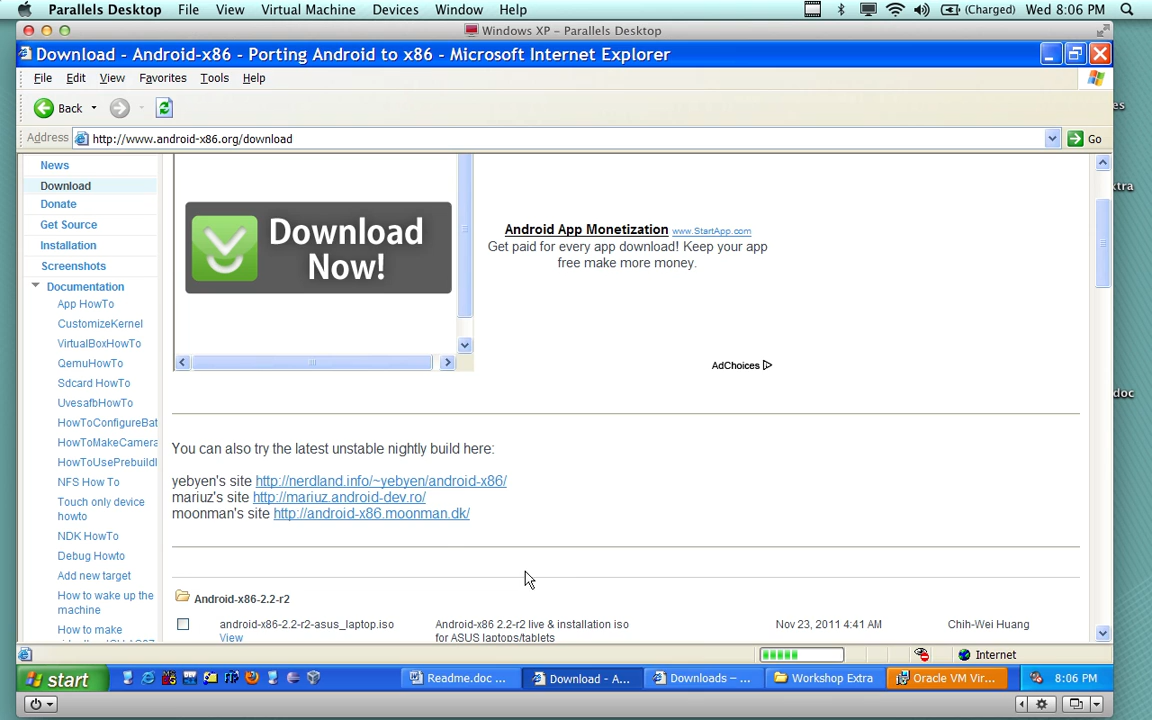 Parallels Desktop File View Virtual Machine Devices Window Help (Charged) Wed 8:06 PM
Windows XP – Parallels Desktop
Download - Android-x86 - Porting Android to x86 - Microsoft Internet Explorer
File Edit View Favorites Tools Help
Back
Address http://www.android-x86.org/download Go
News
Download
Donate
Get Source
Installation
Screenshots
Documentation
App HowTo
CustomizeKernel
VirtualBoxHowTo
QemuHowTo
Sdcard HowTo
UvesafbHowTo
HowToConfigureBat
HowToMakeCamera
HowToUsePrebuildI
NFS How To
Touch only device
howto
NDK HowTo
Debug Howto
Add new target
How to wake up the
machine
How to make
Download
Now!
Android App Monetization www.StartApp.com
Get paid for every app download! Keep your app
free make more money.
AdChoices
You can also try the latest unstable nightly build here:
yebyen's site http://nerdland.info/~yebyen/android-x86/
mariuz's site http://mariuz.android-dev.ro/
moonman's site http://android-x86.moonman.dk/
Android-x86-2.2-r2
android-x86-2.2-r2-asus_laptop.iso Android-x86 2.2-r2 live & installation iso Nov 23, 2011 4:41 AM Chih-Wei Huang
View for ASUS laptops/tablets
es
xtra
doc
Internet
start Readme.doc ... Download - A... Downloads – ... Workshop Extra Oracle VM Vir... 8:06 PM